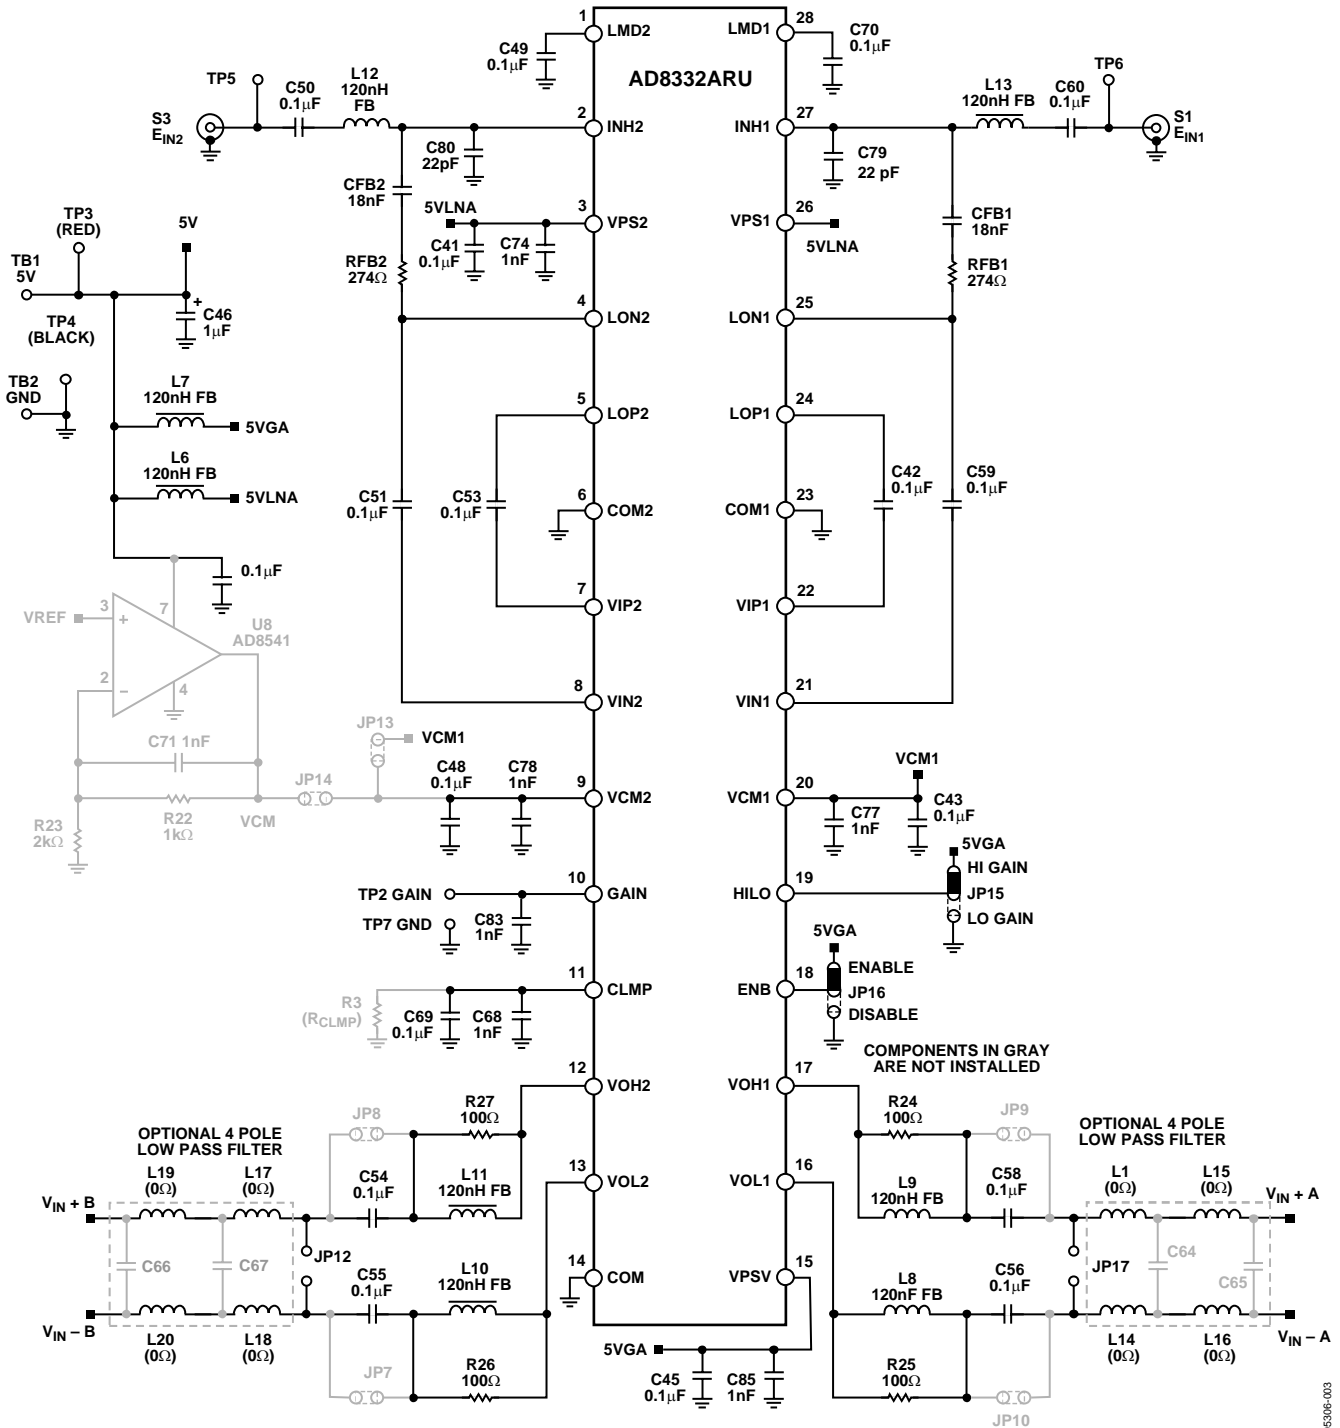 AD8332ARU
1
LMD2
C49
0.1µF
28
LMD1
C70
0.1µF
TP5
S3
EIN2
C50
0.1µF
L12
120nH
FB
2
INH2
C80
22pF
CFB2
18nF
27
INH1
C79
22 pF
L13
120nH FB
C60
0.1µF
TP6
S1
EIN1
CFB1
18nF
5VLNA
3
VPS2
C41
0.1µF
C74
1nF
26
VPS1
5VLNA
RFB2
274Ω
RFB1
274Ω
TP3
(RED)
5V
TB1
5V
C46
+
1µF
TP4
(BLACK)
TB2
GND
L7
120nH FB
5VGA
L6
120nH FB
5VLNA
0.1µF
4
LON2
25
LON1
5
LOP2
24
LOP1
C51
0.1µF
C53
0.1µF
6
COM2
23
COM1
C42
0.1µF
C59
0.1µF
7
VIP2
22
VIP1
8
VIN2
21
VIN1
VREF
3
+
7
U8
AD8541
2
–
4
C71 1nF
R22
1kΩ
R23
2kΩ
VCM
JP14
JP13
VCM1
C48
0.1µF
C78
1nF
9
VCM2
20
VCM1
VCM1
C77
1nF
C43
0.1µF
TP2 GAIN
TP7 GND
C83
1nF
10
GAIN
19
HILO
5VGA
HI GAIN
JP15
LO GAIN
R3
(RCLMP)
C69
0.1µF
C68
1nF
11
CLMP
18
ENB
5VGA
ENABLE
JP16
DISABLE
COMPONENTS IN GRAY
ARE NOT INSTALLED
12
VOH2
17
VOH1
R27
100Ω
JP8
R24
100Ω
JP9
OPTIONAL 4 POLE
LOW PASS FILTER
OPTIONAL 4 POLE
LOW PASS FILTER
13
VOL2
16
VOL1
L19
(0Ω)
L17
(0Ω)
C54
0.1µF
L11
120nH FB
L9
120nH FB
C58
0.1µF
L1
(0Ω)
L15
(0Ω)
VIN + B
VIN + A
C66
C67
JP12
C55
0.1µF
L10
120nH FB
14
COM
15
VPSV
L8
120nF FB
C56
0.1µF
JP17
C64
C65
VIN – B
VIN – A
L20
(0Ω)
L18
(0Ω)
JP7
R26
100Ω
5VGA
C45
0.1µF
C85
1nF
R25
100Ω
JP10
L14
(0Ω)
L16
(0Ω)
05306-003